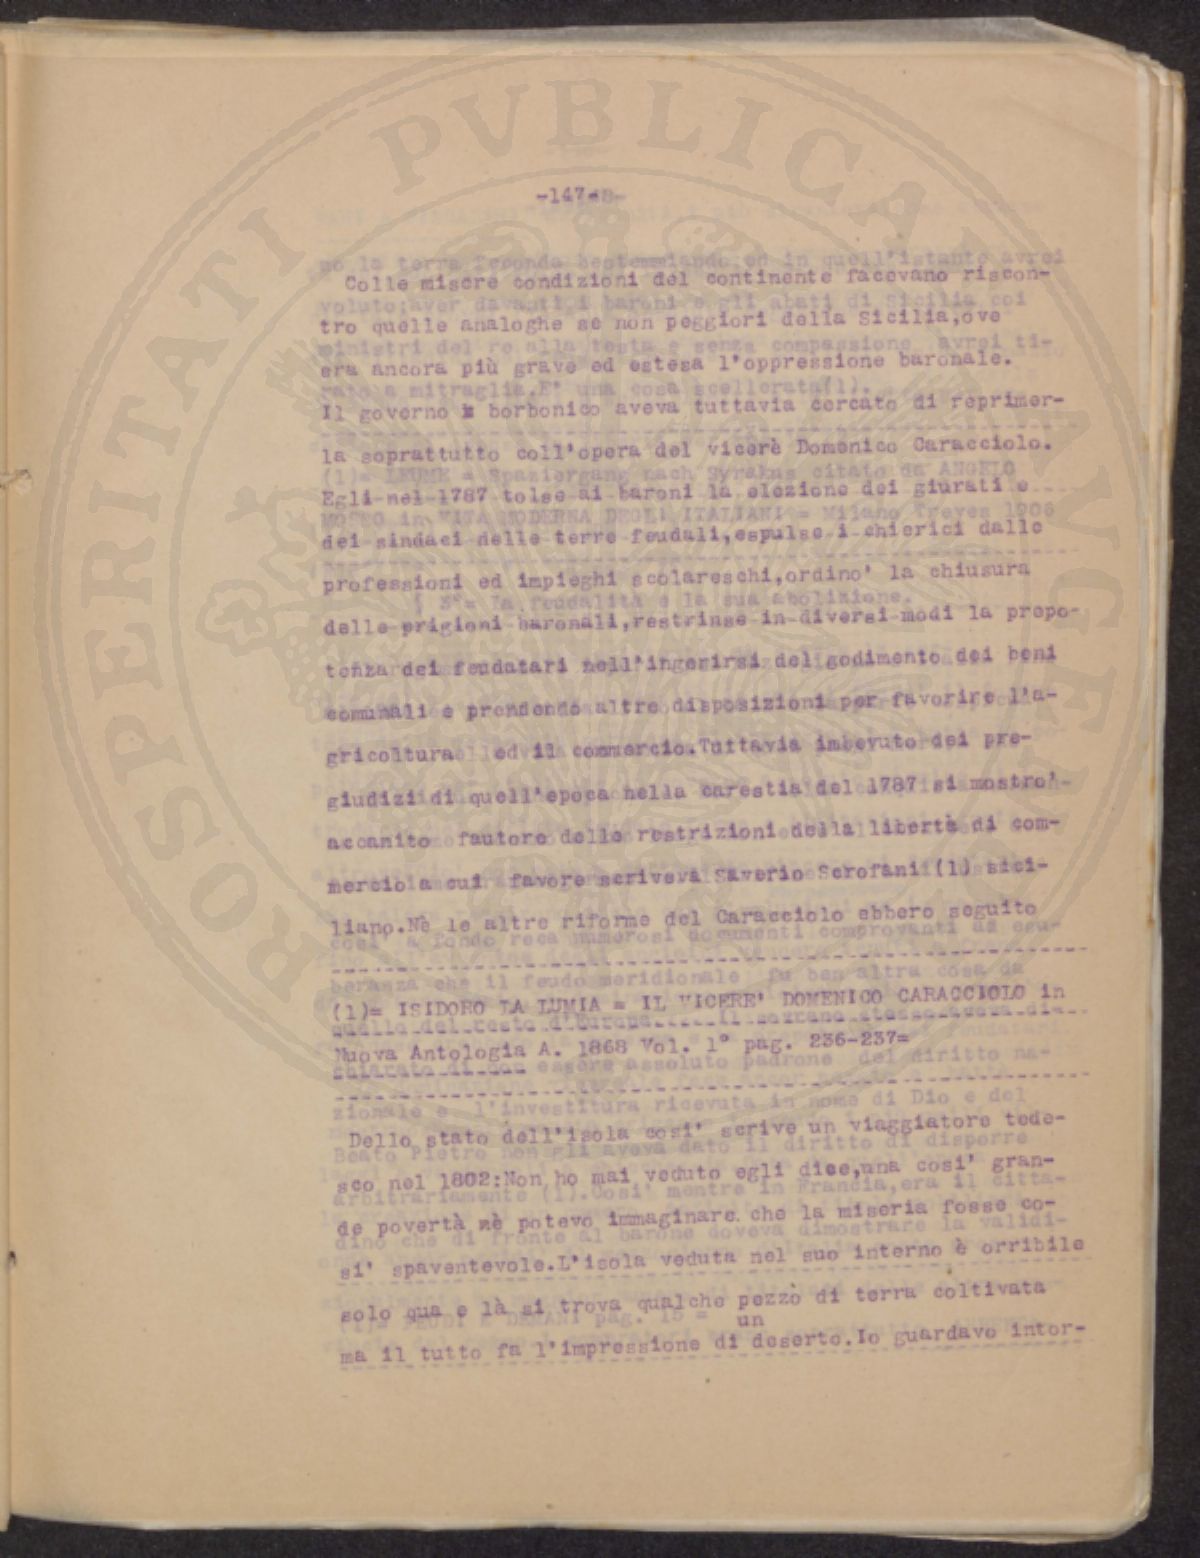 PROSPERITATI PUBLICAE AUGENDAE
-147-8-
Colle misere condizioni del continente facevano riscon-
tro quelle analoghe se non peggiori della Sicilia,ove
era ancora più grave ed estesa l'oppressione baronale.
Il governo borbonico aveva tuttavia cercato di reprimer-
la soprattutto coll'opera del vicerè Domenico Caracciolo.
Egli nel 1787 tolse ai baroni la elezione dei giurati e
dei sindaci delle terre feudali,espulse i chierici dalle
professioni ed impieghi scolareschi,ordino' la chiusura
delle prigioni baronali,restrinse in diversi modi la prepo-
tenza dei feudatari nell'ingerirsi del godimento dei beni
comunali e prendendo altre disposizioni per favorire l'a-
gricoltura ed il commercio.Tuttavia imbevuto dei pre-
giudizi di quell'epoca nella carestia del 1787 si mostro'
accanito fautore delle restrizioni della libertà di com-
mercio a cui favore scriveva Saverio Scrofani (1) sici-
liano.Nè le altre riforme del Caracciolo ebbero seguito
(1)= ISIDORO LA LUMIA = IL VICERE' DOMENICO CARACCIOLO in
Nuova Antologia A. 1868 Vol. 1° pag. 236-237=
Dello stato dell'isola cosi' scrive un viaggiatore tede-
sco nel 1802:Non ho mai veduto egli dice,una cosi' gran-
de povertà nè potevo immaginare che la miseria fosse co-
si' spaventevole.L'isola veduta nel suo interno è orribile
solo qua e là si trova qualche pezzo di terra coltivata
un
ma il tutto fa l'impressione di deserto.Io guardavo intor-